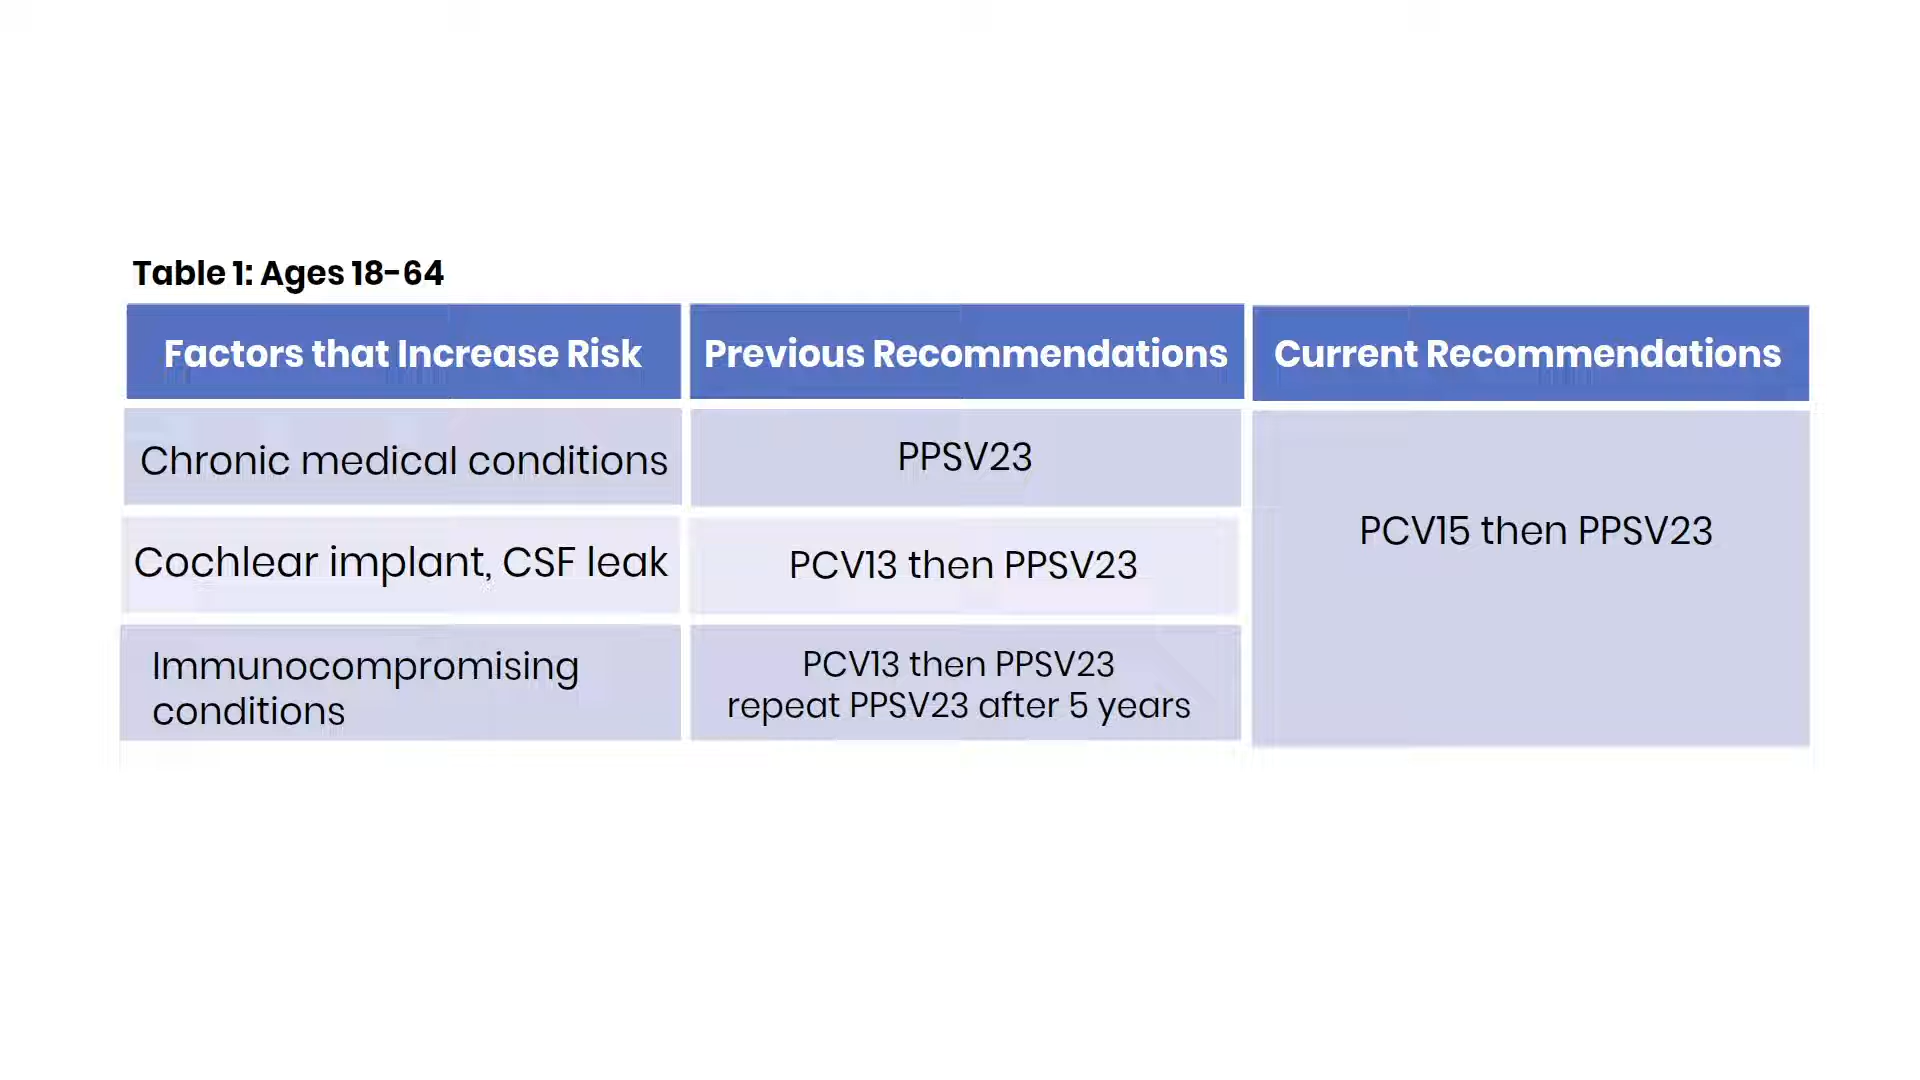 Table 1: Ages 18-64
Factors that Increase Risk
Previous Recommendations
Current Recommendations
Chronic medical conditions
PPSV23
PCV15 then PPSV23
Cochlear implant, CSF leak
PCV13 then PPSV23
Immunocompromising
conditions
PCV13 then PPSV23
repeat PPSV23 after 5 years